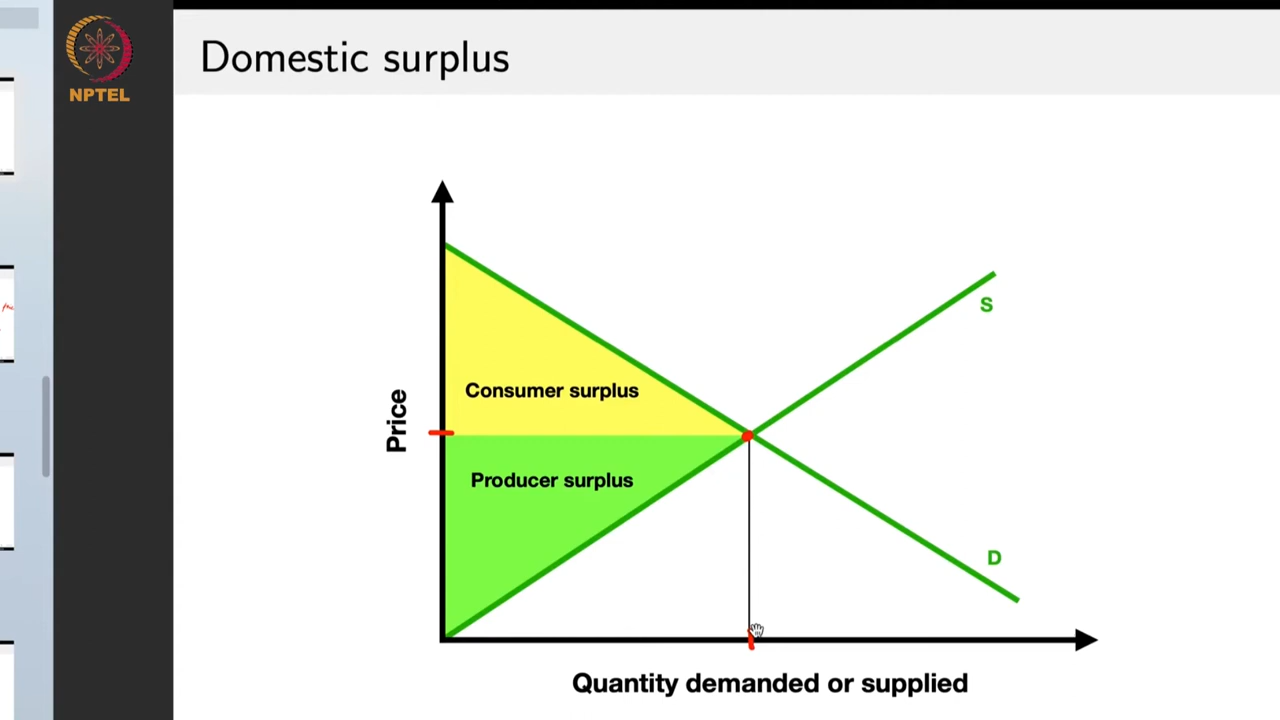 NPTEL
Domestic surplus
S
Consumer surplus
Price
Producer surplus
D
Quantity demanded or supplied